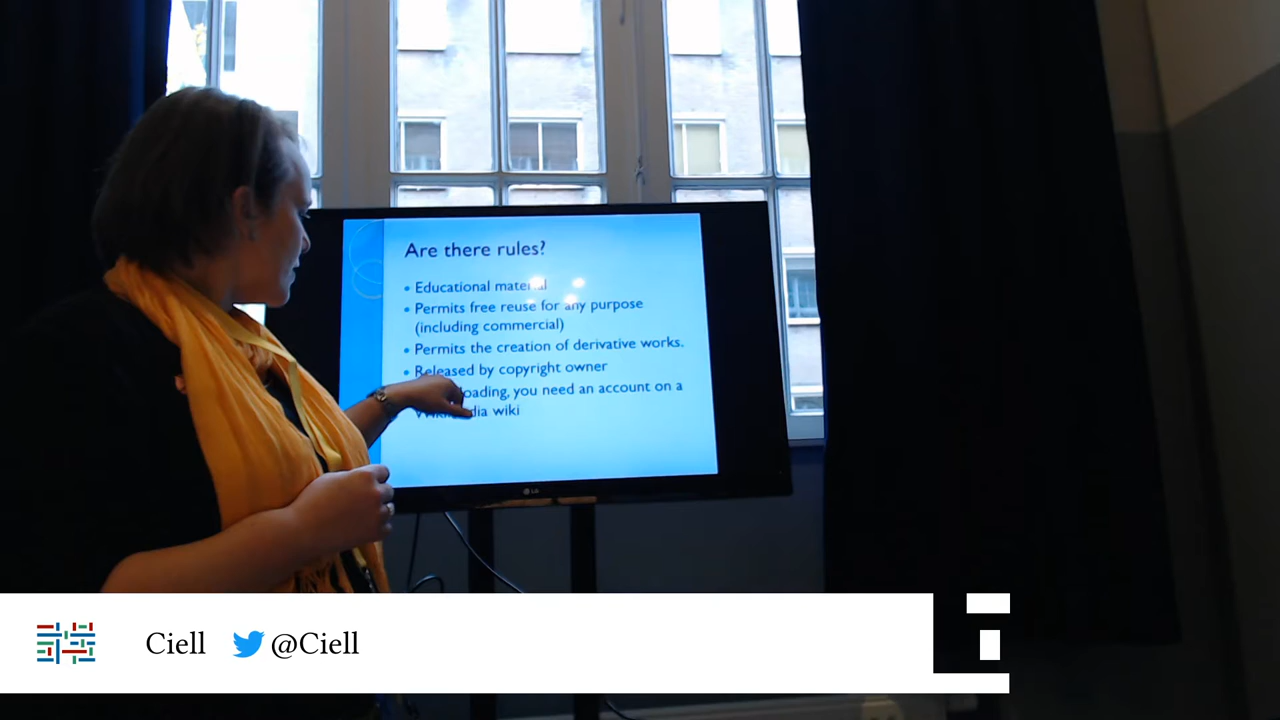 Are there rules?
• Educational material
• Permits free reuse for any purpose
(including commercial)
• Permits the creation of derivative works.
• Released by copyright owner
oading, you need an account on a
wiki
LG
Ciell @Ciell